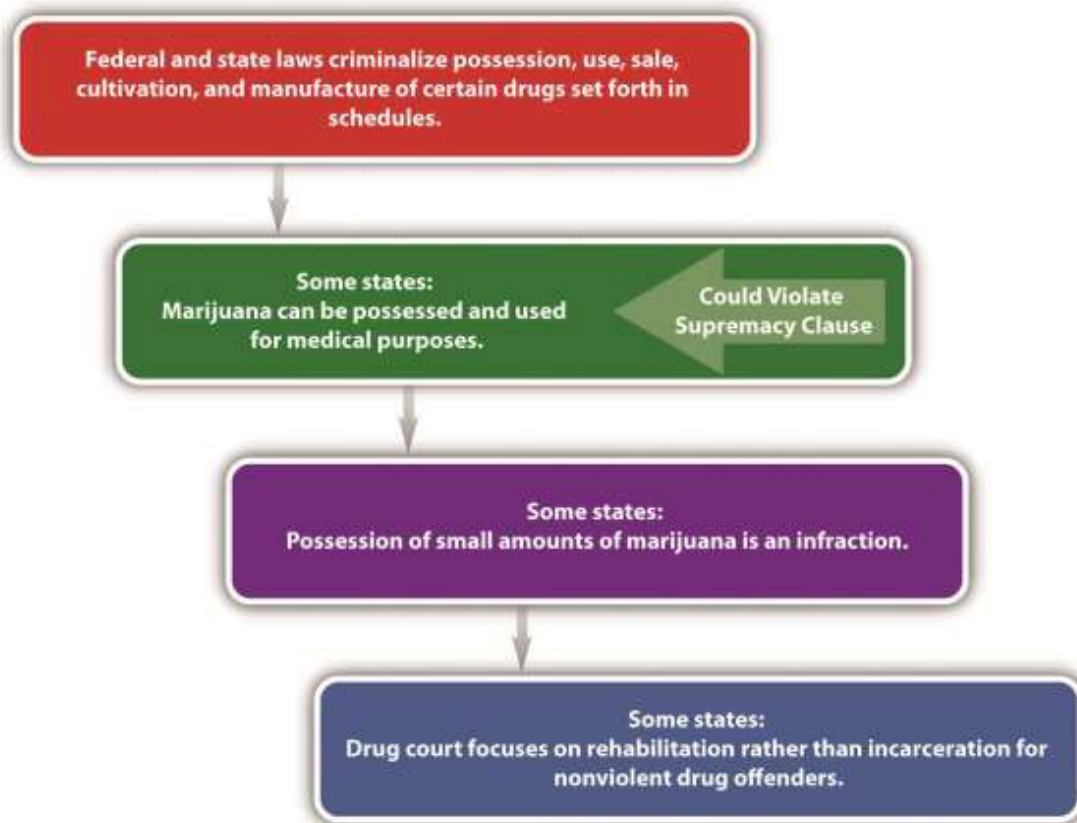 Federal and state laws criminalize possession, use, sale,
cultivation, and manufacture of certain drugs set forth in
schedules.
Some states:
Marijuana can be possessed and used
for medical purposes.
Could Violate
Supremacy Clause
Some states:
Possession of small amounts of marijuana is an infraction.
Some states:
Drug court focuses on rehabilitation rather than incarceration for
nonviolent drug offenders.